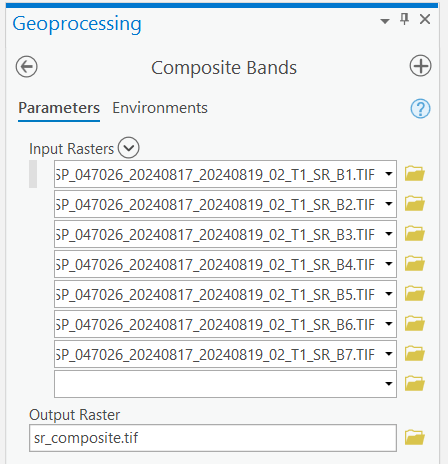 Geoprocessing
Composite Bands
Parameters Environments
Input Rasters
SP_047026_20240817_20240819_02_T1_SR_B1.TIF
SP_047026_20240817_20240819_02_T1_SR_B2.TIF
SP_047026_20240817_20240819_02_T1_SR_B3.TIF
SP_047026_20240817_20240819_02_T1_SR_B4.TIF
SP_047026_20240817_20240819_02_T1_SR_B5.TIF
SP_047026_20240817_20240819_02_T1_SR_B6.TIF
SP_047026_20240817_20240819_02_T1_SR_B7.TIF
Output Raster
sr_composite.tif